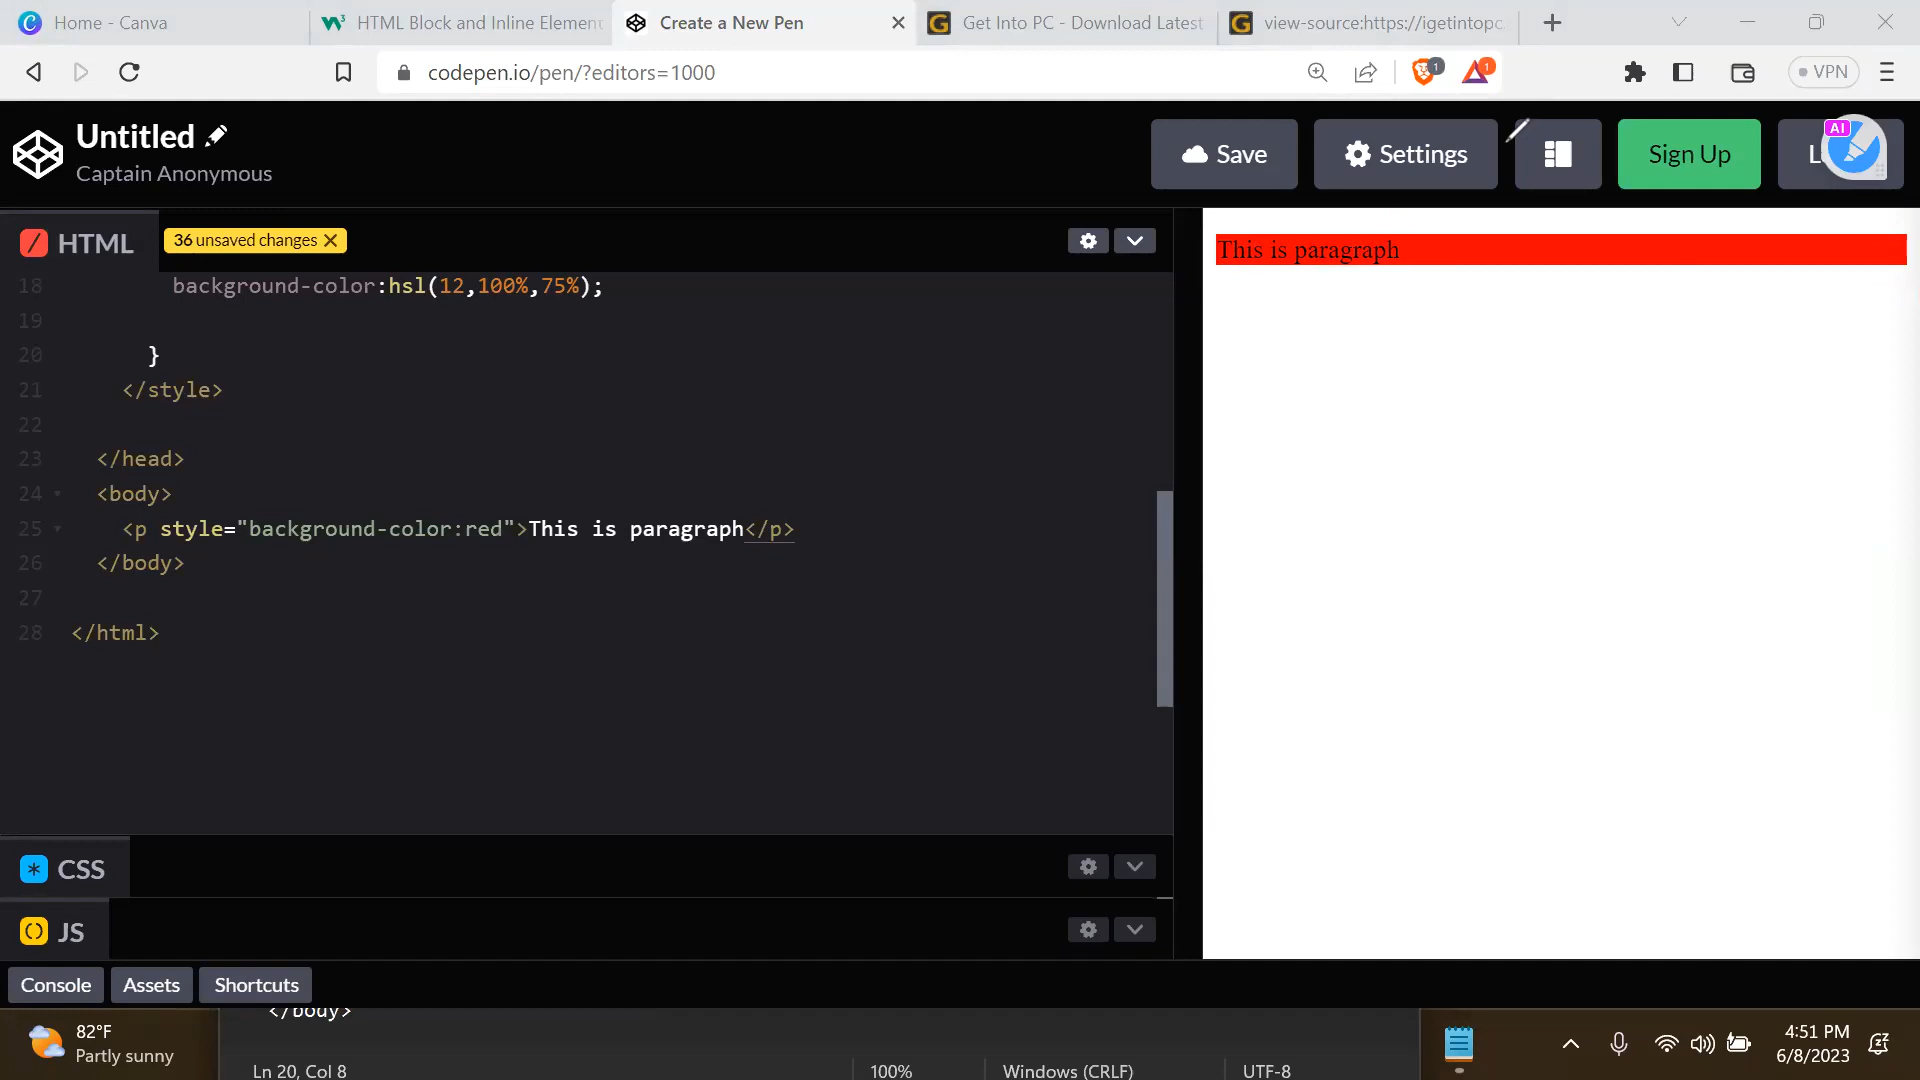 Home - Canva
HTML Block and Inline Element
Create a New Pen
Get Into PC - Download Latest
view-source:https://igetintopc.
codepen.io/pen/?editors=1000
1
1
VPN
Untitled
Captain Anonymous
Save
Settings
Sign Up
L
AI
HTML
36 unsaved changes
This is paragraph
18 background-color:hsl(12,100%,75%);
19
20 }
21 </style>
22
23 </head>
24 <body>
25 <p style="background-color:red">This is paragraph</p>
26 </body>
27
28 </html>
CSS
JS
Console
Assets
Shortcuts
</body>
82°F
Partly sunny
Ln 20, Col 8
100%
Windows (CRLF)
UTF-8
4:51 PM
6/8/2023